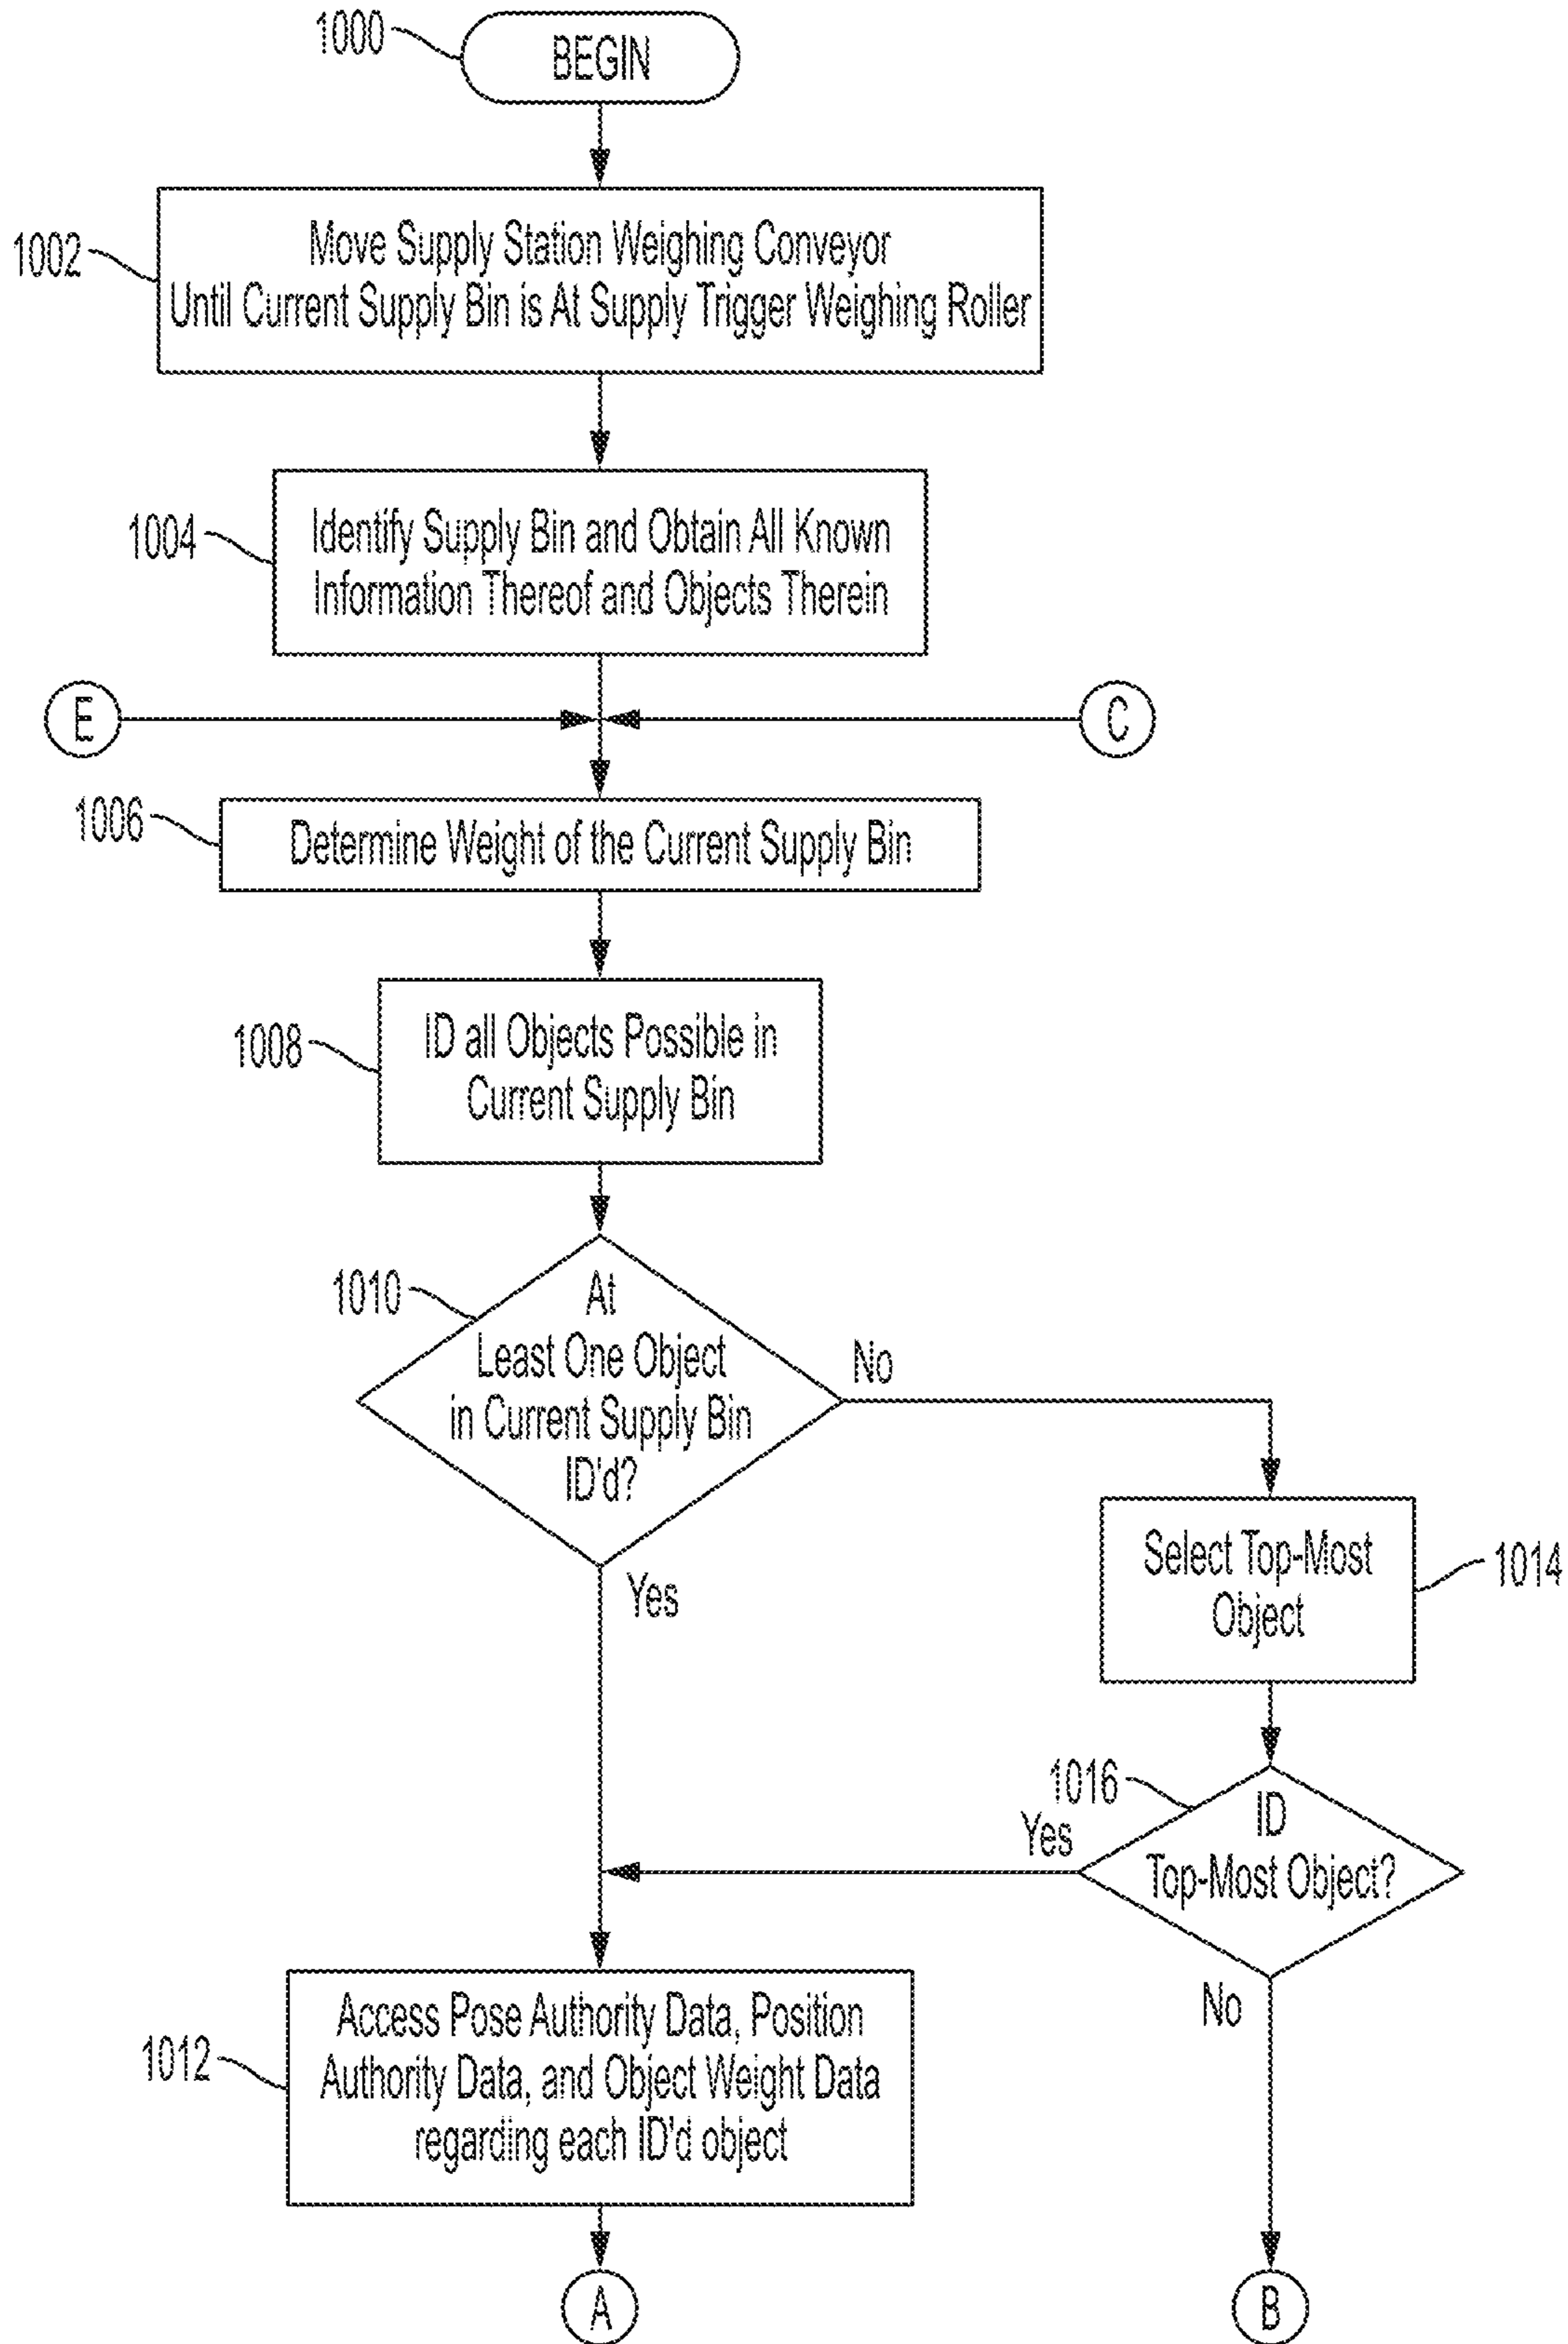 1000
BEGIN
1002
Move Supply Station Weighing Conveyor
Until Current Supply Bin is At Supply Trigger Weighing Roller
1004
Identify Supply Bin and Obtain All Known
Information Thereof and Objects Therein
E
C
1006
Determine Weight of the Current Supply Bin
1008
ID all Objects Possible in
Current Supply Bin
1010
At
Least One Object
in Current Supply Bin
ID'd?
No
Yes
Select Top-Most
Object
1014
1016
ID
Top-Most Object?
Yes
No
1012
Access Pose Authority Data, Position
Authority Data, and Object Weight Data
regarding each ID'd object
A
B